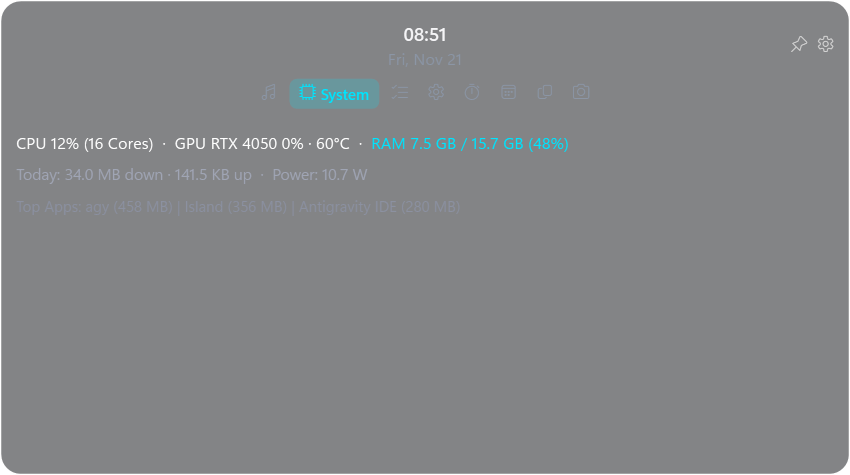 08:51
Fri, Nov 21
System
CPU 12% (16 Cores) · GPU RTX 4050 0% · 60°C · RAM 7.5 GB / 15.7 GB (48%)
Today: 34.0 MB down · 141.5 KB up · Power: 10.7 W
Top Apps: agy (458 MB) | Island (356 MB) | Antigravity IDE (280 MB)